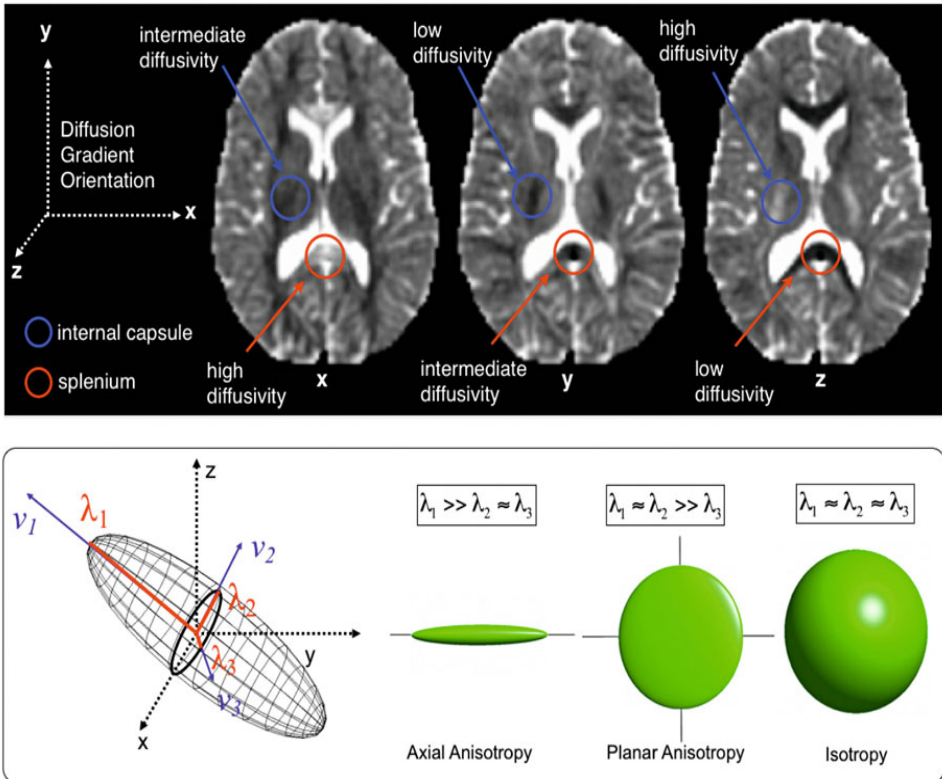 y
Diffusion
Gradient
Orientation
x
z
internal capsule
splenium
intermediate
diffusivity
high
diffusivity
x
low
diffusivity
intermediate
diffusivity
y
high
diffusivity
low
diffusivity
z
z
y
x
v1
λ1
v2
λ2
λ3
v3
λ1 >> λ2 ≈ λ3
Axial Anisotropy
λ1 ≈ λ2 >> λ3
Planar Anisotropy
λ1 ≈ λ2 ≈ λ3
Isotropy